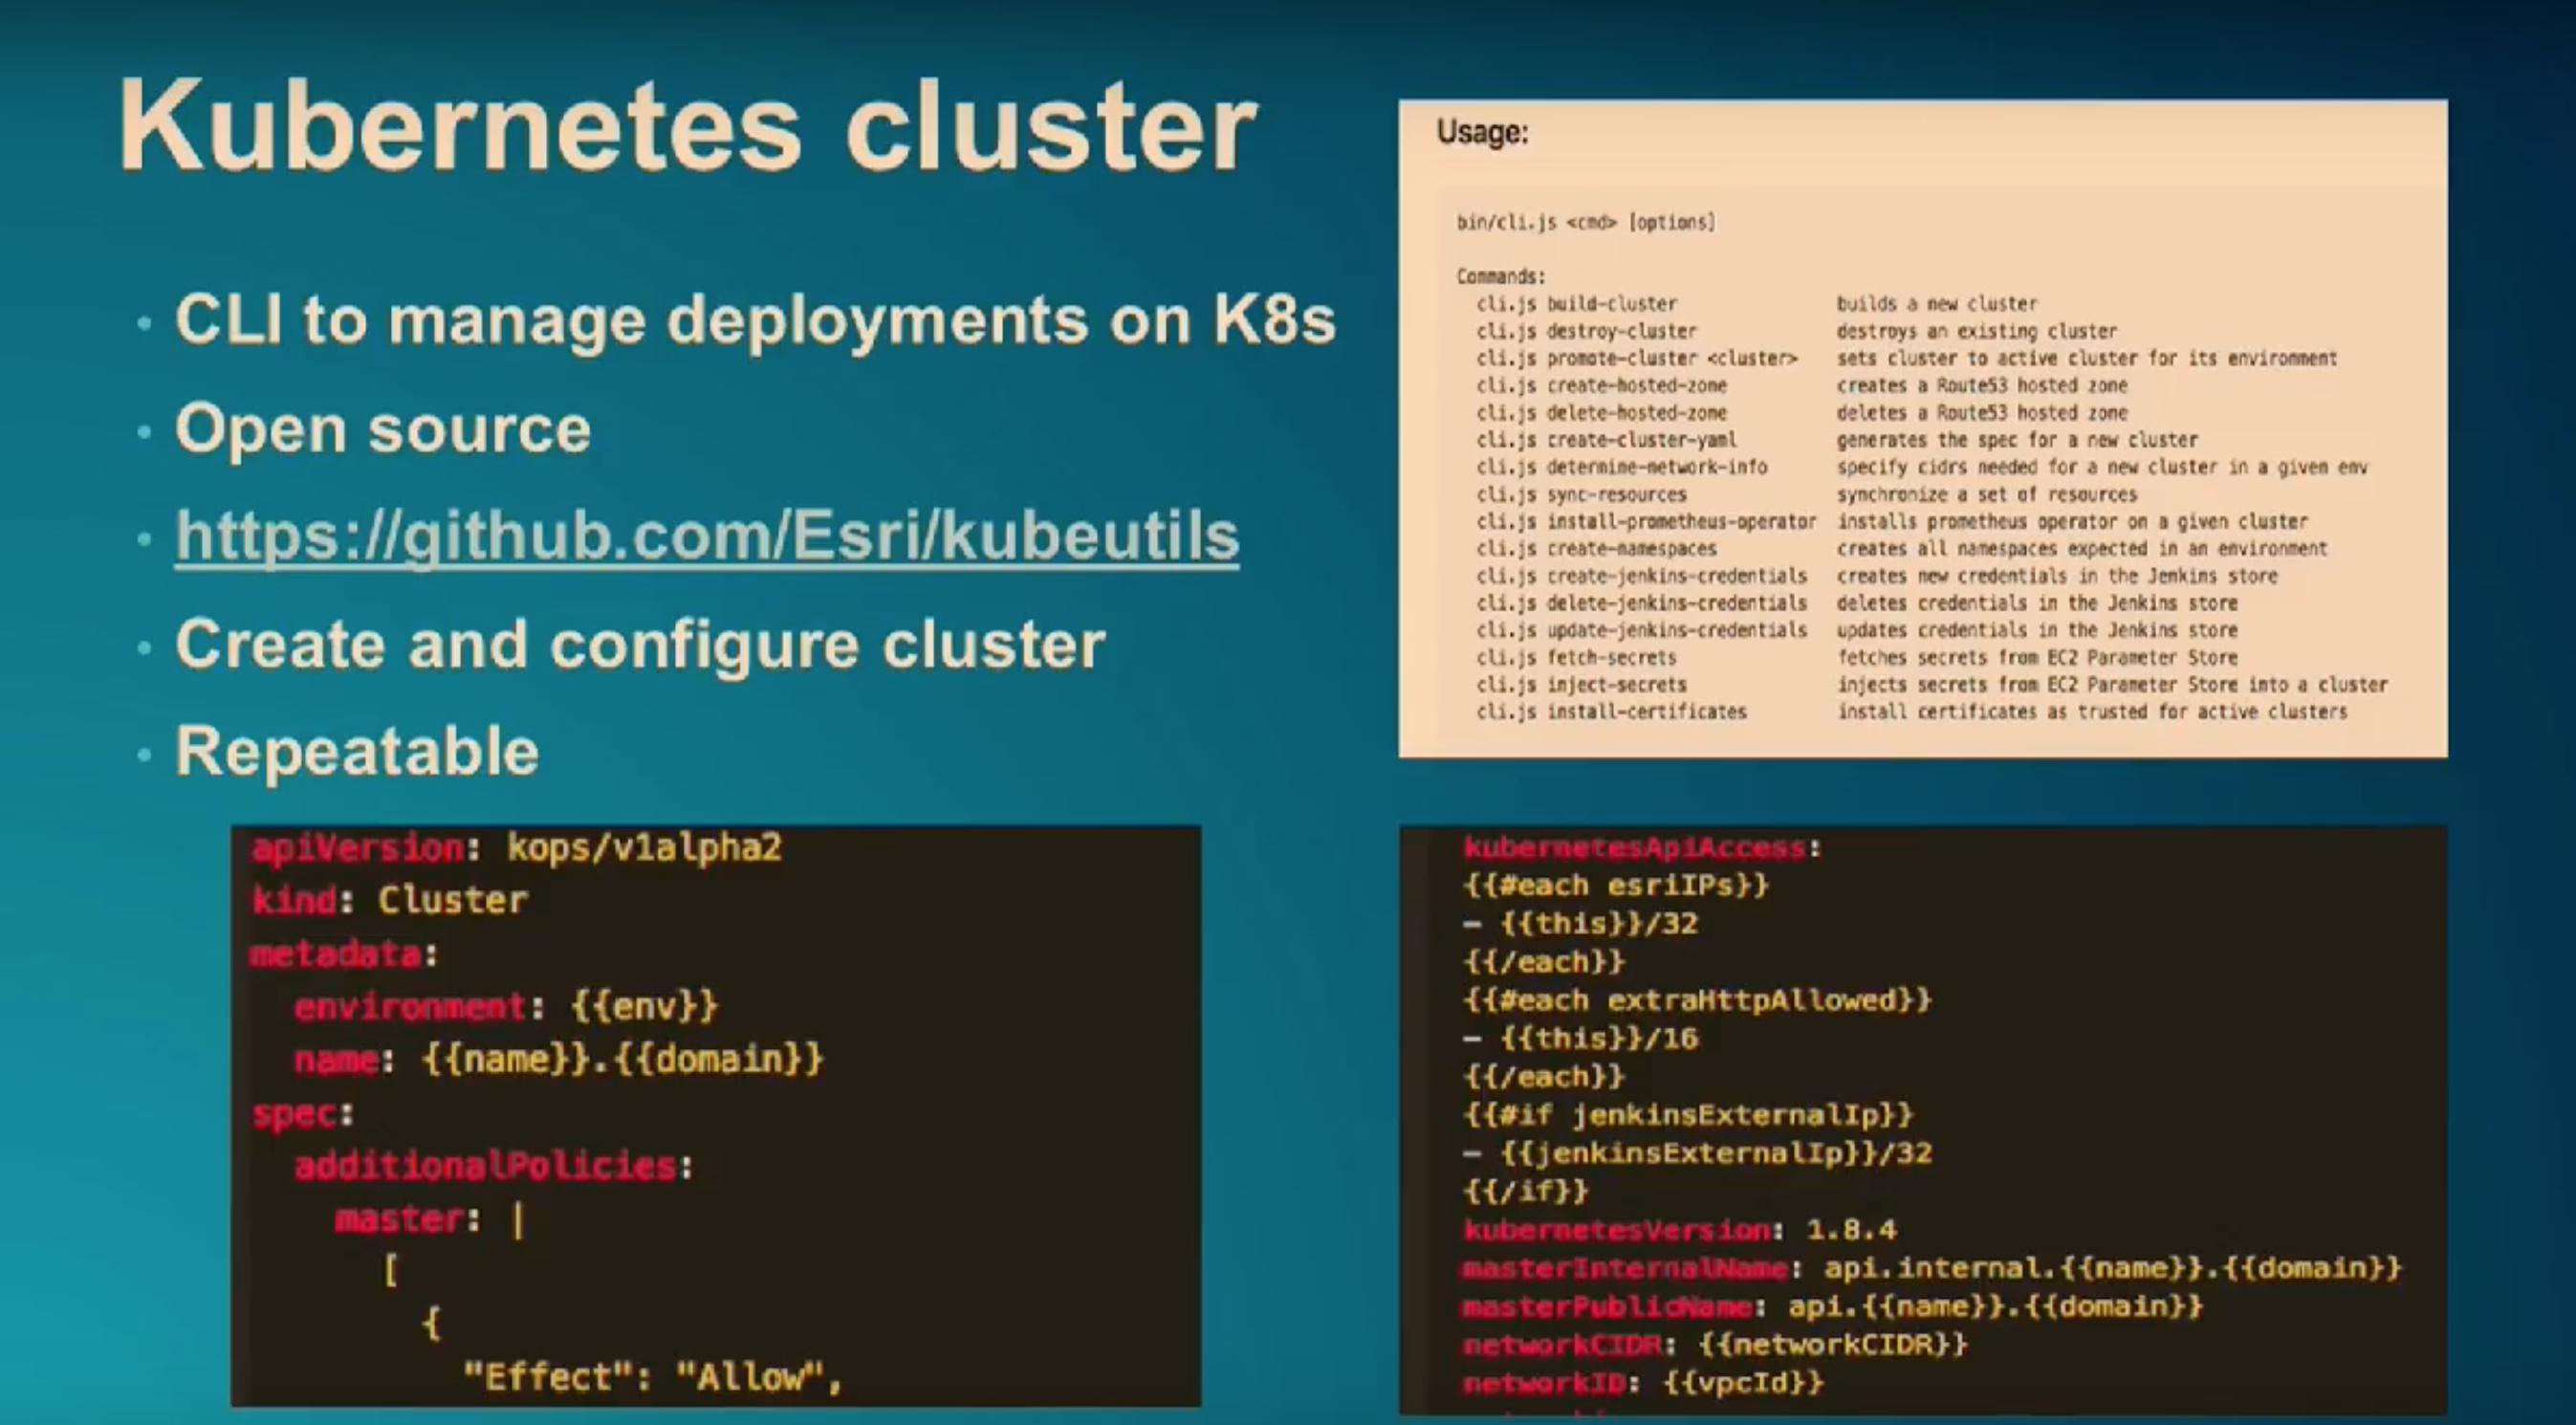 Kubernetes cluster
• CLI to manage deployments on K8s
• Open source
• https://github.com/Esri/kubeutils
• Create and configure cluster
• Repeatable
Usage:
bin/cli.js <cmd> [options]
Commands:
cli.js build-cluster builds a new cluster
cli.js destroy-cluster destroys an existing cluster
cli.js promote-cluster <cluster> sets cluster to active cluster for its environment
cli.js create-hosted-zone creates a Route53 hosted zone
cli.js delete-hosted-zone deletes a Route53 hosted zone
cli.js create-cluster-yaml generates the spec for a new cluster
cli.js determine-network-info specify cidrs needed for a new cluster in a given env
cli.js sync-resources synchronize a set of resources
cli.js install-prometheus-operator installs prometheus operator on a given cluster
cli.js create-namespaces creates all namespaces expected in an environment
cli.js create-jenkins-credentials creates new credentials in the Jenkins store
cli.js delete-jenkins-credentials deletes credentials in the Jenkins store
cli.js update-jenkins-credentials updates credentials in the Jenkins store
cli.js fetch-secrets fetches secrets from EC2 Parameter Store
cli.js inject-secrets injects secrets from EC2 Parameter Store into a cluster
cli.js install-certificates install certificates as trusted for active clusters
apiVersion: kops/v1alpha2
kind: Cluster
metadata:
environment: {{env}}
name: {{name}}.{{domain}}
spec:
additionalPolicies:
master: |
[
{
"Effect": "Allow",
kubernetesApiAccess:
{{#each esriIPs}}
- {{this}}/32
{{/each}}
{{#each extraHttpAllowed}}
- {{this}}/16
{{/each}}
{{#if jenkinsExternalIp}}
- {{jenkinsExternalIp}}/32
{{/if}}
kubernetesVersion: 1.8.4
masterInternalName: api.internal.{{name}}.{{domain}}
masterPublicName: api.{{name}}.{{domain}}
networkCIDR: {{networkCIDR}}
networkID: {{vpcId}}